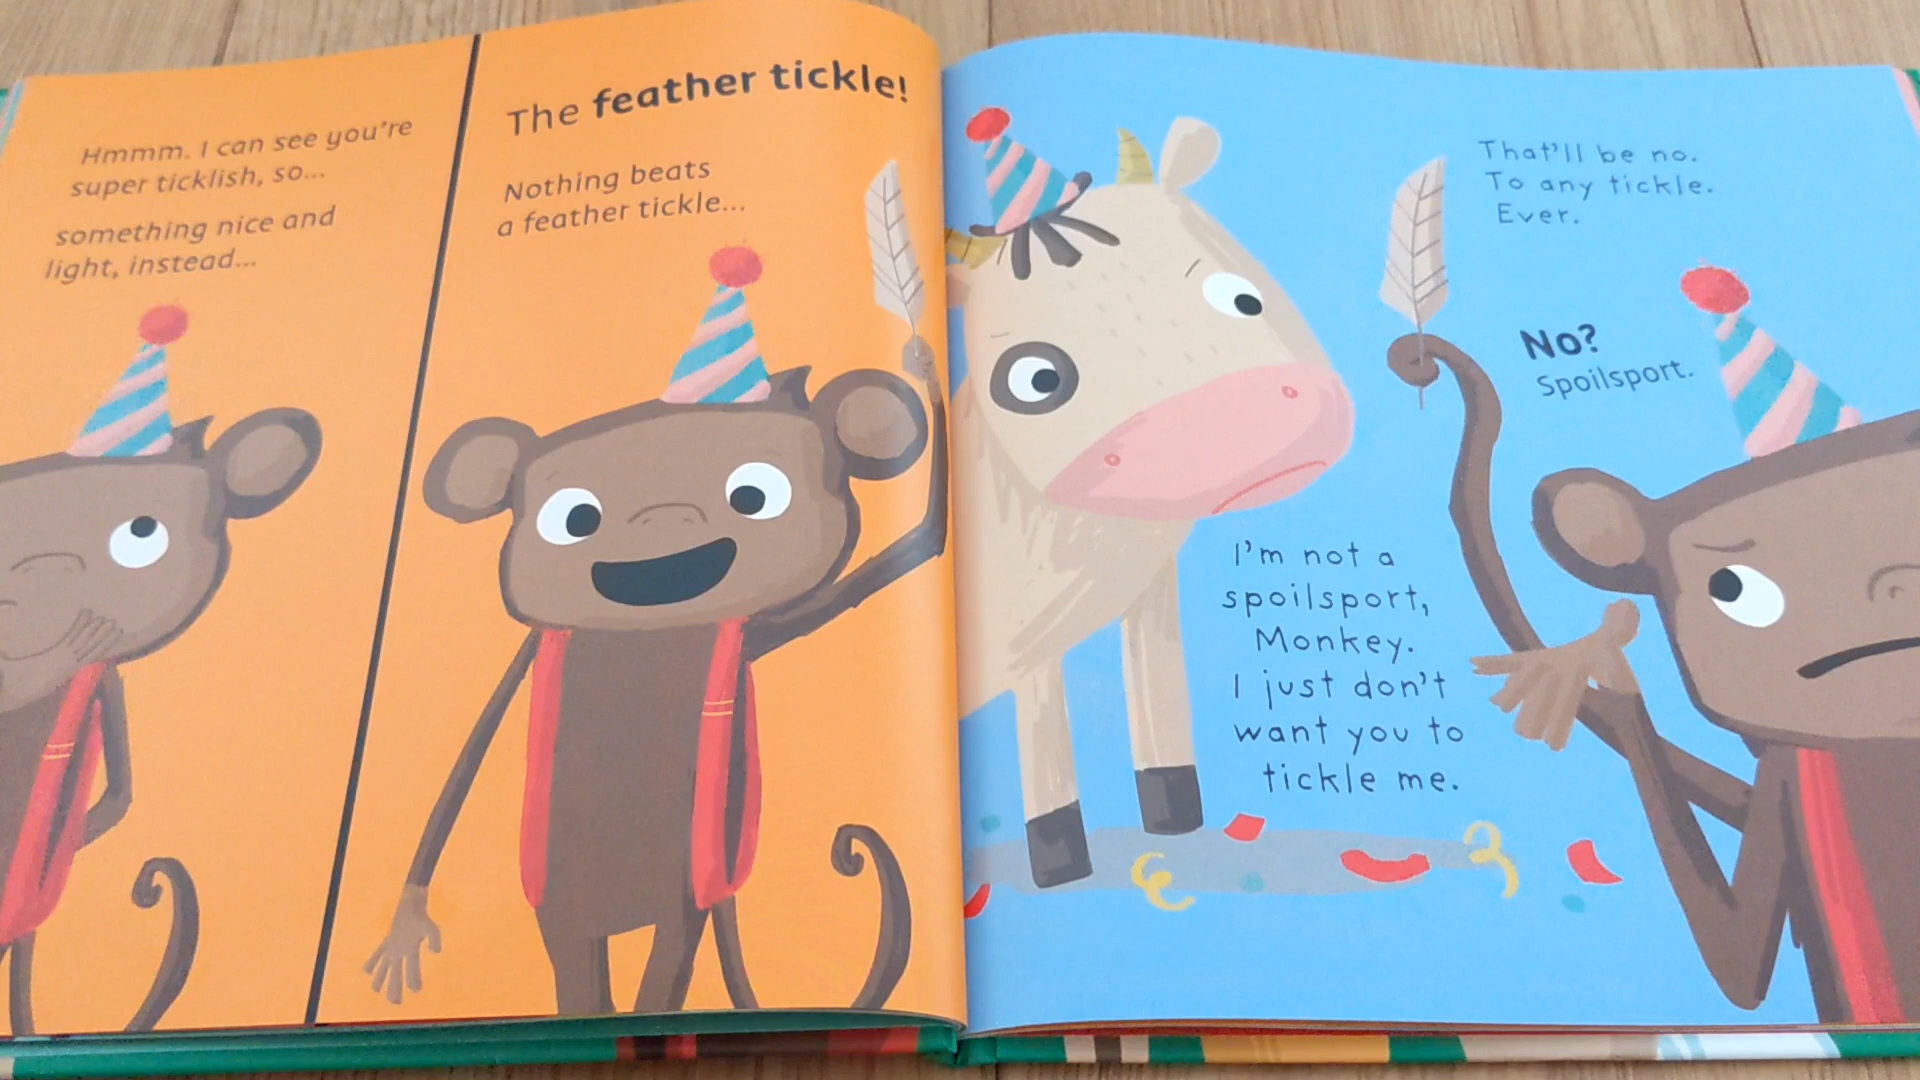 Hmmm. I can see you're
super ticklish, so...
something nice and
light, instead...
The feather tickle!
Nothing beats
a feather tickle...
That'll be no.
To any tickle.
Ever.
No?
Spoilsport.
I'm not a
spoilsport,
Monkey.
I just don't
want you to
tickle me.